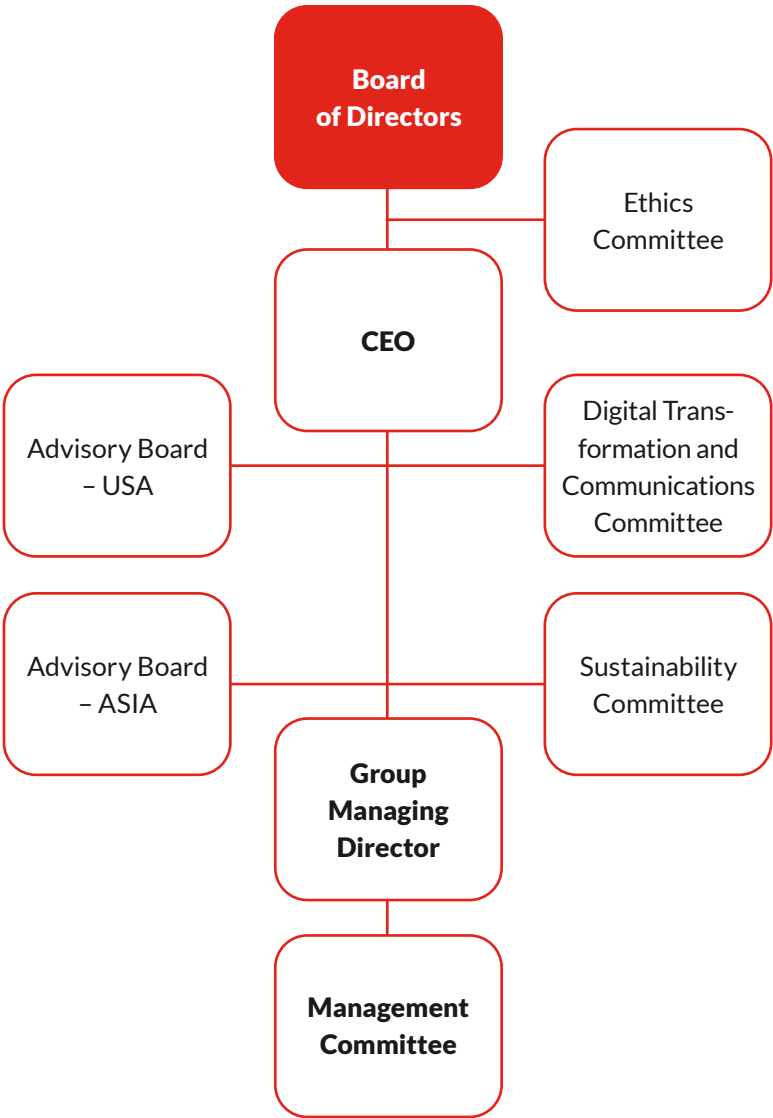 Board
of Directors
Ethics
Committee
CEO
Advisory Board
– USA
Digital Trans-
formation and
Communications
Committee
Advisory Board
– ASIA
Sustainability
Committee
Group
Managing
Director
Management
Committee